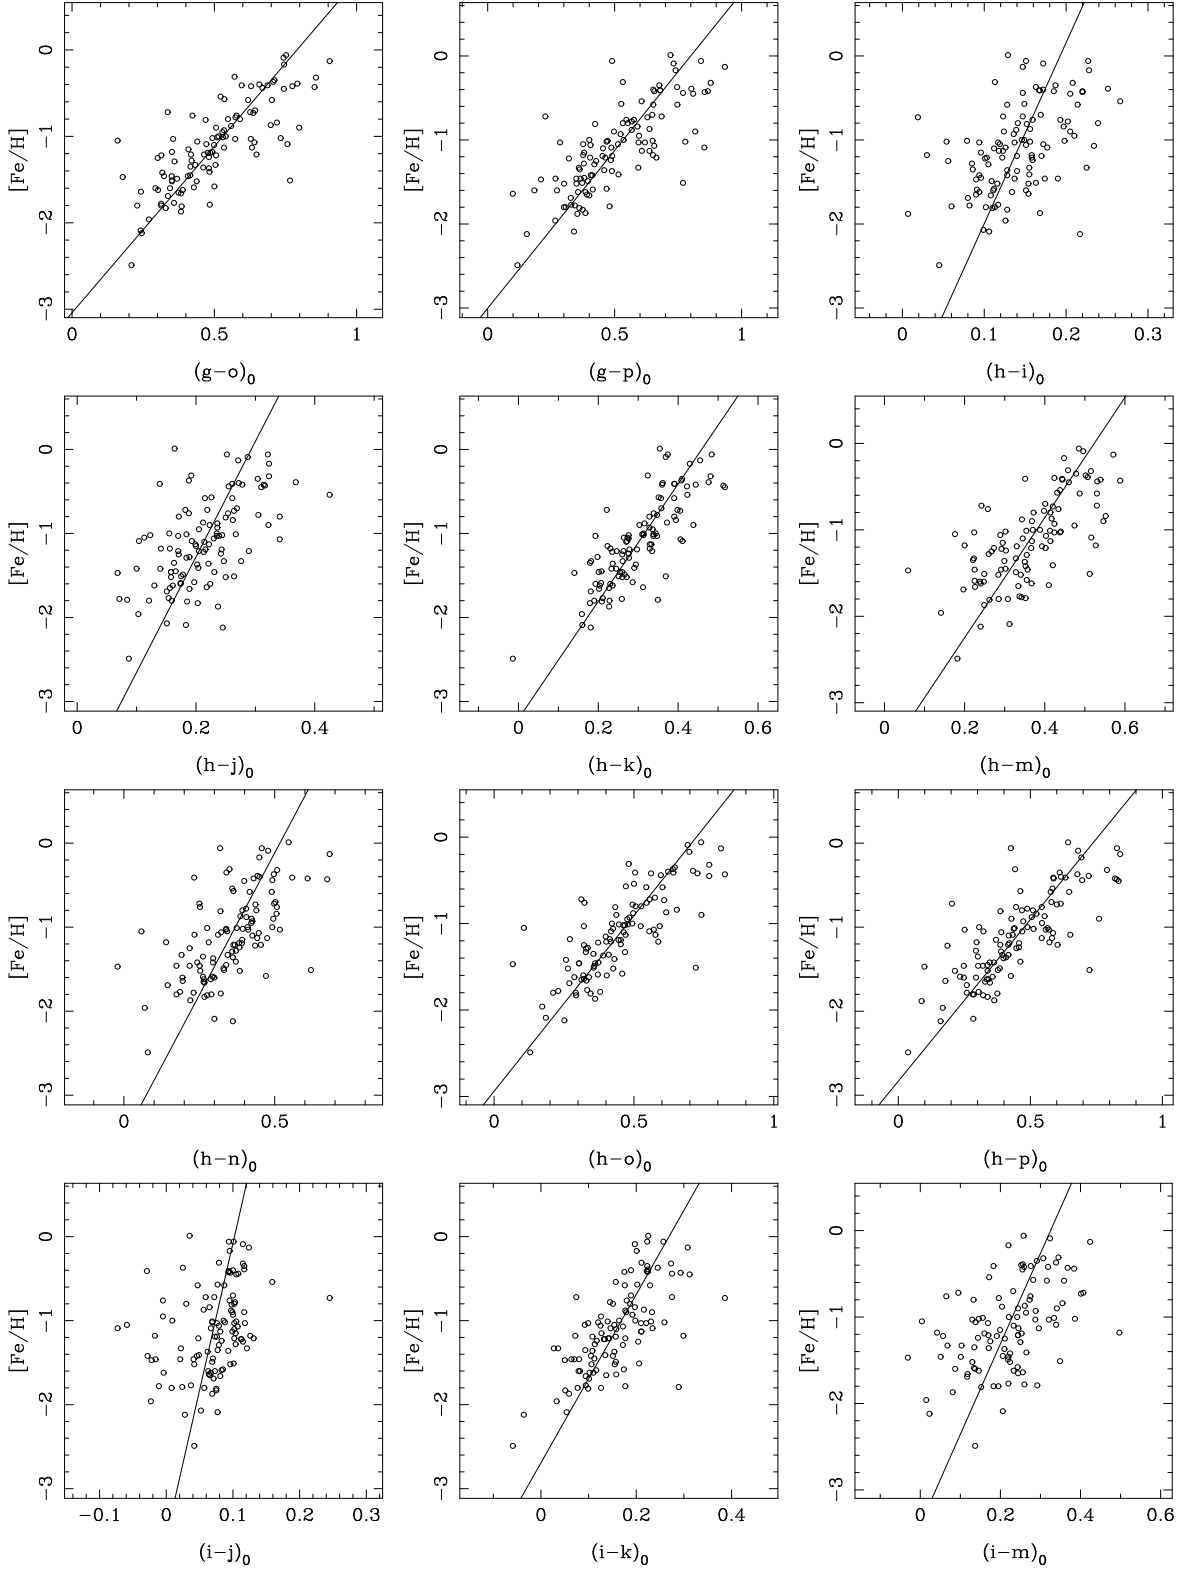 [Fe/H]
0
−1
−2
−3
0 0.5 1
(g−o)0
[Fe/H]
0
−1
−2
−3
0 0.5 1
(g−p)0
[Fe/H]
0
−1
−2
−3
0 0.1 0.2 0.3
(h−i)0
[Fe/H]
0
−1
−2
−3
0 0.2 0.4
(h−j)0
[Fe/H]
0
−1
−2
−3
0 0.2 0.4 0.6
(h−k)0
[Fe/H]
0
−1
−2
−3
0 0.2 0.4 0.6
(h−m)0
[Fe/H]
0
−1
−2
−3
0 0.5
(h−n)0
[Fe/H]
0
−1
−2
−3
0 0.5 1
(h−o)0
[Fe/H]
0
−1
−2
−3
0 0.5 1
(h−p)0
[Fe/H]
0
−1
−2
−3
−0.1 0 0.1 0.2 0.3
(i−j)0
[Fe/H]
0
−1
−2
−3
0 0.2 0.4
(i−k)0
[Fe/H]
0
−1
−2
−3
0 0.2 0.4 0.6
(i−m)0